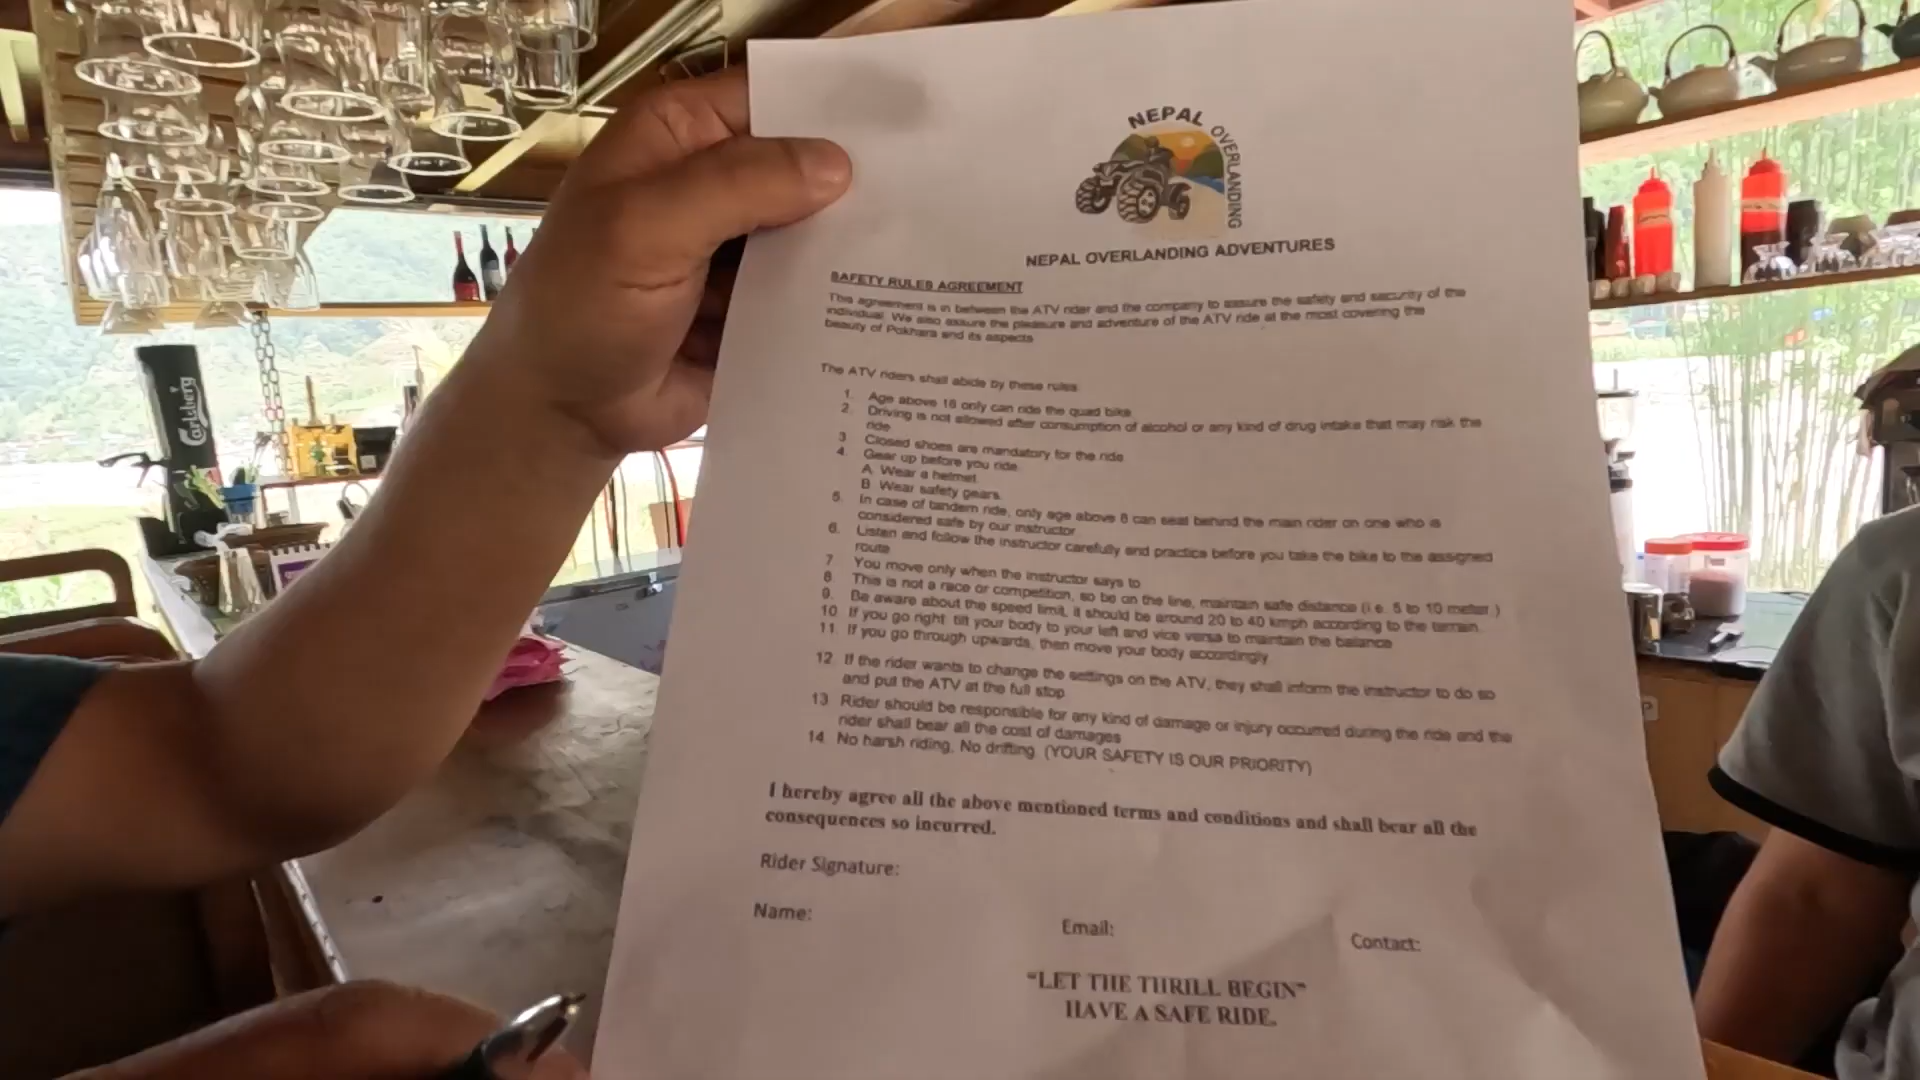 NEPAL OVERLANDING
NEPAL OVERLANDING ADVENTURES
SAFETY RULES AGREEMENT
This agreement is in between the ATV rider and the company to assure the safety and security of the
individual. We also assure the pleasure and adventure of the ATV ride at the most covering the
beauty of Pokhara and its aspects
The ATV riders shall abide by these rules
1. Age above 16 only can ride the quad bike
2. Driving is not allowed after consumption of alcohol or any kind of drug intake that may risk the
ride
3. Closed shoes are mandatory for the ride
4. Gear up before you ride
A. Wear a helmet
B. Wear safety gears
5. In case of tandem ride, only age above 8 can seat behind the main rider on one who is
considered safe by our instructor
6. Listen and follow the instructor carefully and practice before you take the bike to the assigned
route
7. You move only when the instructor says to
8. This is not a race or competition, so be on the line, maintain safe distance (i.e. 5 to 10 meter.)
9. Be aware about the speed limit, it should be around 20 to 40 kmph according to the terrain
10. If you go right, tilt your body to your left and vice versa to maintain the balance
11. If you go through upwards, then move your body accordingly
12. If the rider wants to change the settings on the ATV, they shall inform the instructor to do so
and pull the ATV at the full stop
13. Rider should be responsible for any kind of damage or injury occurred during the ride and the
rider shall bear all the cost of damages
14. No harsh riding, No drifting. (YOUR SAFETY IS OUR PRIORITY)
I hereby agree all the above mentioned terms and conditions and shall bear all the
consequences so incurred.
Rider Signature:
Name:
Email:
Contact:
"LET THE THRILL BEGIN"
HAVE A SAFE RIDE.
Carlsberg